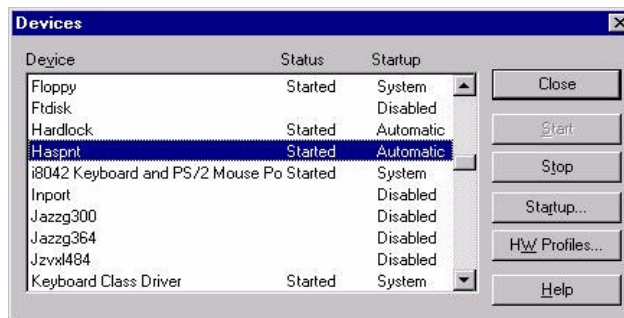 Devices
Device Status Startup
Floppy Started System
Ftdisk Disabled
Hardlock Started Automatic
Haspnt Started Automatic
i8042 Keyboard and PS/2 Mouse Po Started System
Inport Disabled
Jazzg300 Disabled
Jazzg364 Disabled
Jzvxl484 Disabled
Keyboard Class Driver Started System
Close
Start
Stop
Startup...
HW Profiles...
Help